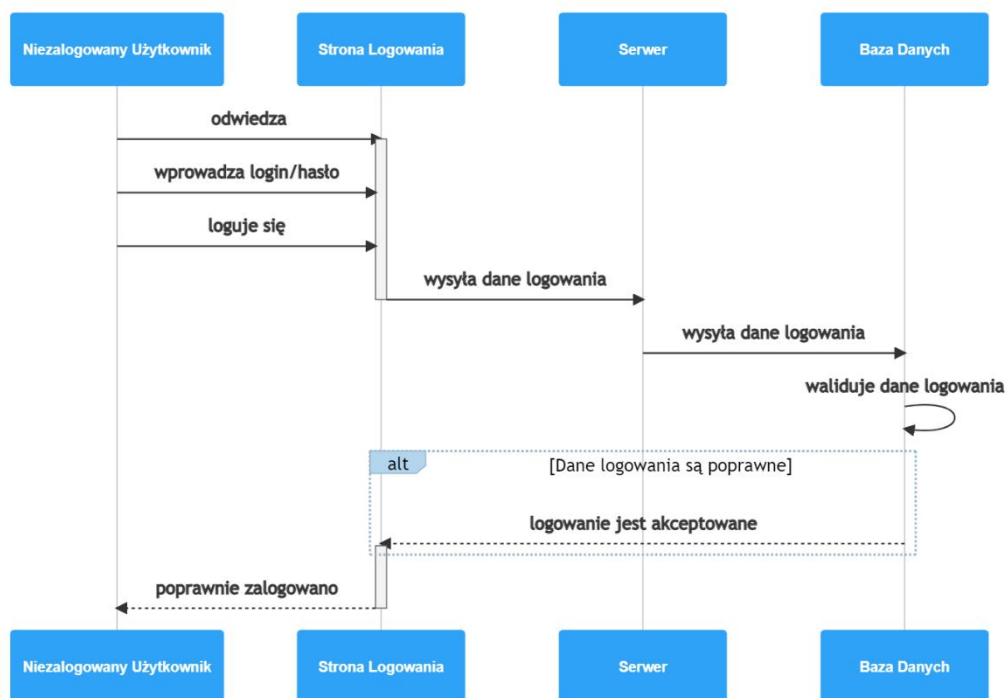 Niezalogowany Użytkownik
Strona Logowania
Serwer
Baza Danych
odwiedza
wprowadza login/hasło
loguje się
wysyła dane logowania
wysyła dane logowania
waliduje dane logowania
alt
[Dane logowania są poprawne]
logowanie jest akceptowane
poprawnie zalogowano
Niezalogowany Użytkownik
Strona Logowania
Serwer
Baza Danych